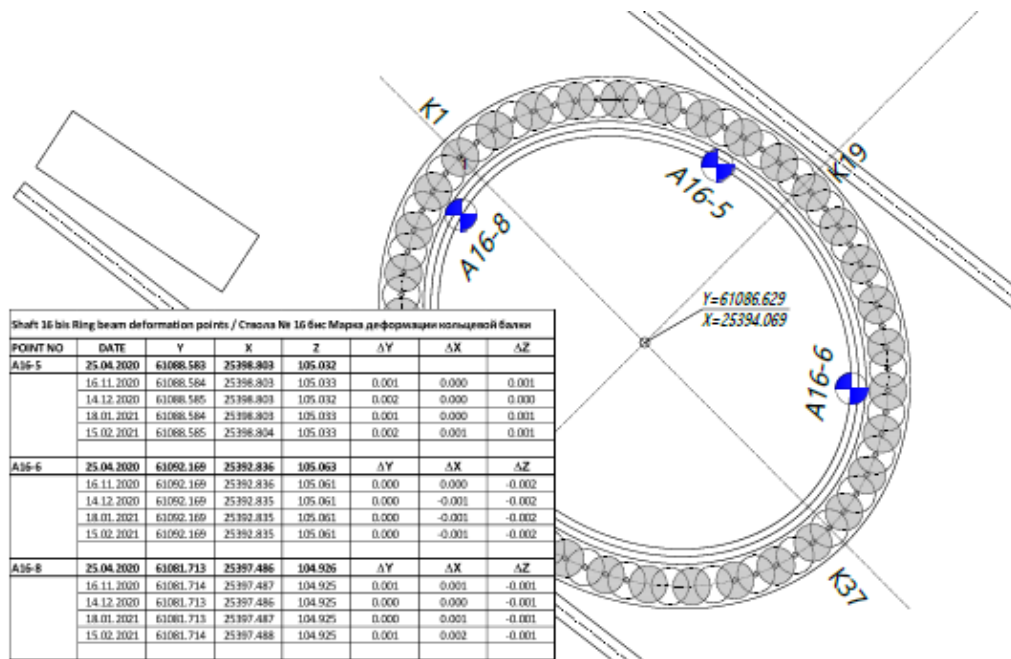 K1
K19
A16-5
A16-8
Y=61086.629
X=25394.069
A16-6
K37
Shaft 16 bis Ring beam deformation points / Ствола № 16 бис Марка деформации кольцевой балки
POINT NO DATE Y X Z ΔY ΔX ΔZ
A16-5 25.04.2020 61088.583 25398.803 105.032
16.11.2020 61088.584 25398.803 105.033 0.001 0.000 0.001
14.12.2020 61088.585 25398.803 105.032 0.002 0.000 0.000
18.01.2021 61088.584 25398.803 105.033 0.001 0.000 0.001
15.02.2021 61088.585 25398.804 105.033 0.002 0.001 0.001
A16-6 25.04.2020 61092.169 25392.836 105.063 ΔY ΔX ΔZ
16.11.2020 61092.169 25392.836 105.061 0.000 0.000 -0.002
14.12.2020 61092.169 25392.835 105.061 0.000 -0.001 -0.002
18.01.2021 61092.169 25392.835 105.061 0.000 -0.001 -0.002
15.02.2021 61092.169 25392.835 105.061 0.000 -0.001 -0.002
A16-8 25.04.2020 61081.713 25397.486 104.926 ΔY ΔX ΔZ
16.11.2020 61081.714 25397.487 104.925 0.001 0.001 -0.001
14.12.2020 61081.713 25397.486 104.925 0.000 0.000 -0.001
18.01.2021 61081.713 25397.487 104.925 0.000 0.001 -0.001
15.02.2021 61081.714 25397.488 104.925 0.001 0.002 -0.001